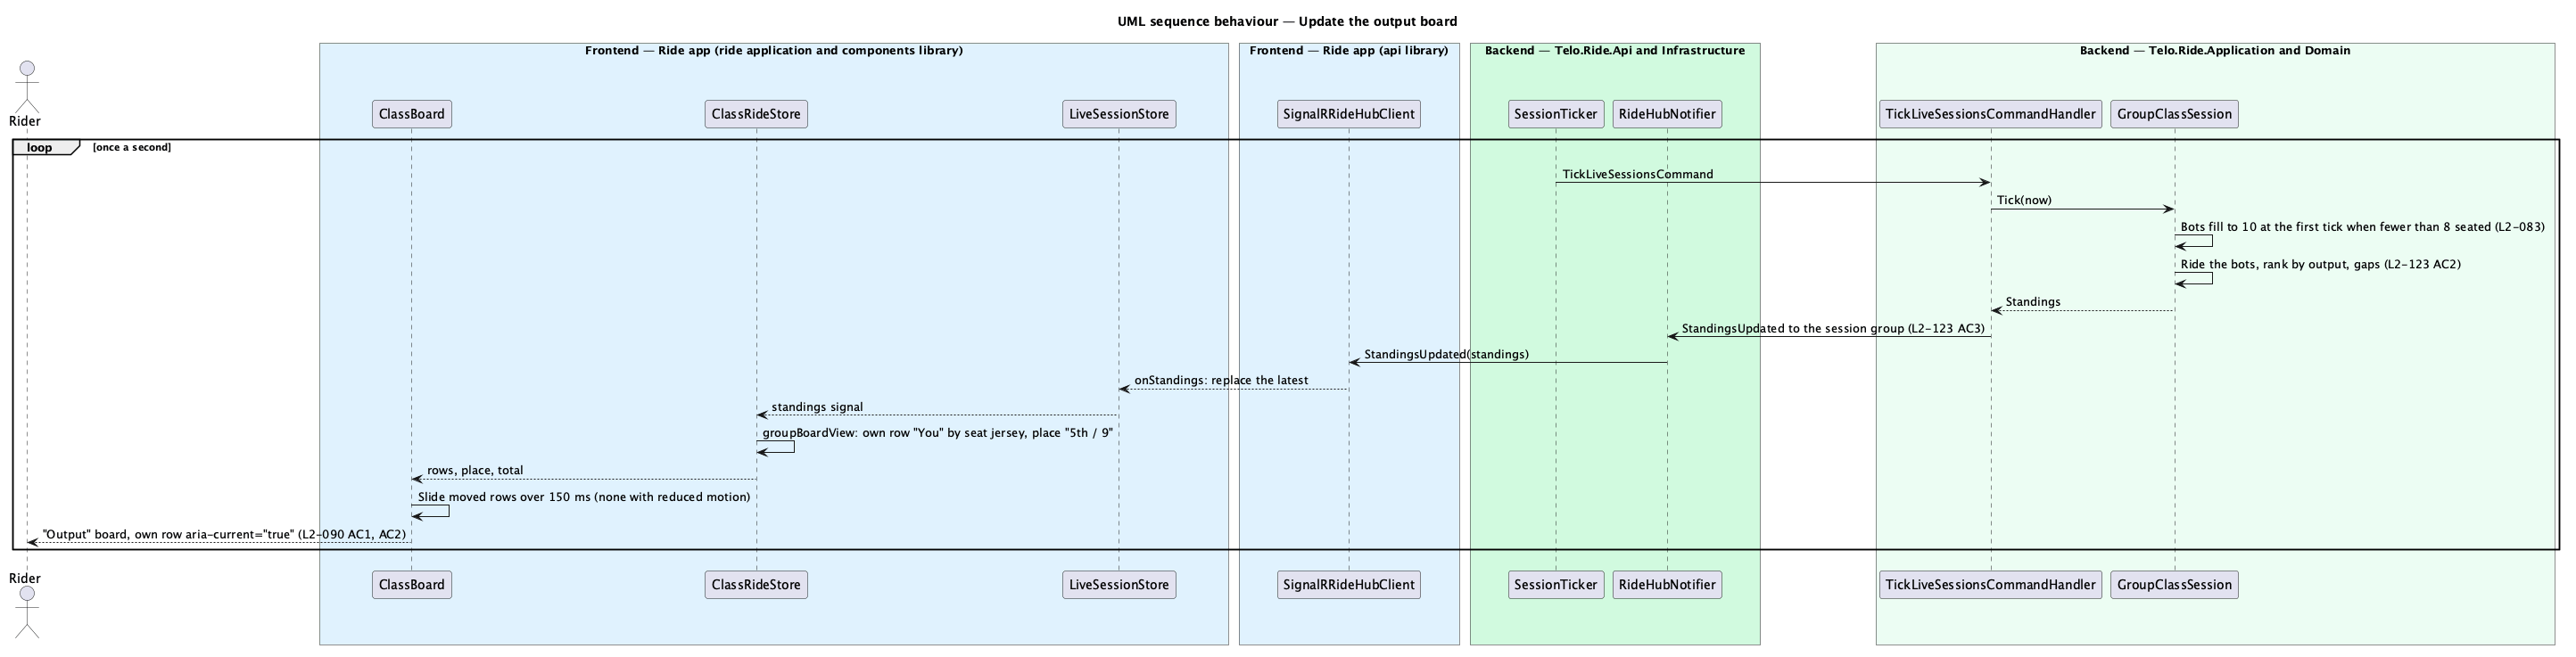 UML sequence behaviour — Update the output board
Frontend — Ride app (ride application and components library)
Frontend — Ride app (api library)
Backend — Telo.Ride.Api and Infrastructure
Backend — Telo.Ride.Application and Domain
Rider
ClassBoard
ClassRideStore
LiveSessionStore
SignalRRideHubClient
SessionTicker
RideHubNotifier
TickLiveSessionsCommandHandler
GroupClassSession
loop [once a second]
TickLiveSessionsCommand
Tick(now)
Bots fill to 10 at the first tick when fewer than 8 seated (L2-083)
Ride the bots, rank by output, gaps (L2-123 AC2)
Standings
StandingsUpdated to the session group (L2-123 AC3)
StandingsUpdated(standings)
onStandings: replace the latest
standings signal
groupBoardView: own row "You" by seat jersey, place "5th / 9"
rows, place, total
Slide moved rows over 150 ms (none with reduced motion)
"Output" board, own row aria-current="true" (L2-090 AC1, AC2)
Rider
ClassBoard
ClassRideStore
LiveSessionStore
SignalRRideHubClient
SessionTicker
RideHubNotifier
TickLiveSessionsCommandHandler
GroupClassSession